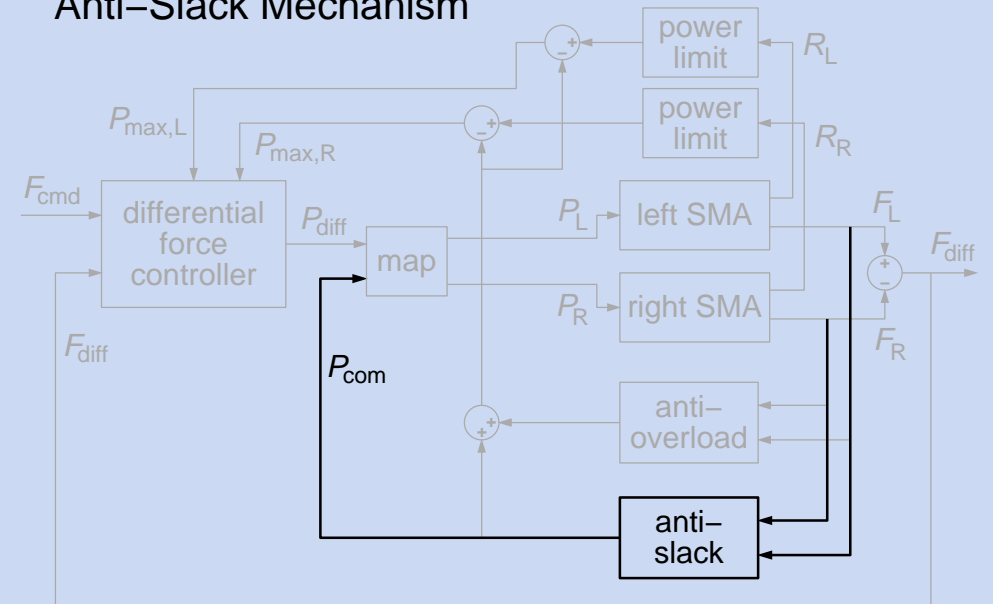 Anti−Slack Mechanism
power
limit
R_L
P_max,L
power
limit
R_R
P_max,R
F_cmd
differential
force
controller
P_diff
map
P_L
left SMA
F_L
F_diff
P_R
right SMA
F_R
F_diff
P_com
anti−
overload
anti−
slack